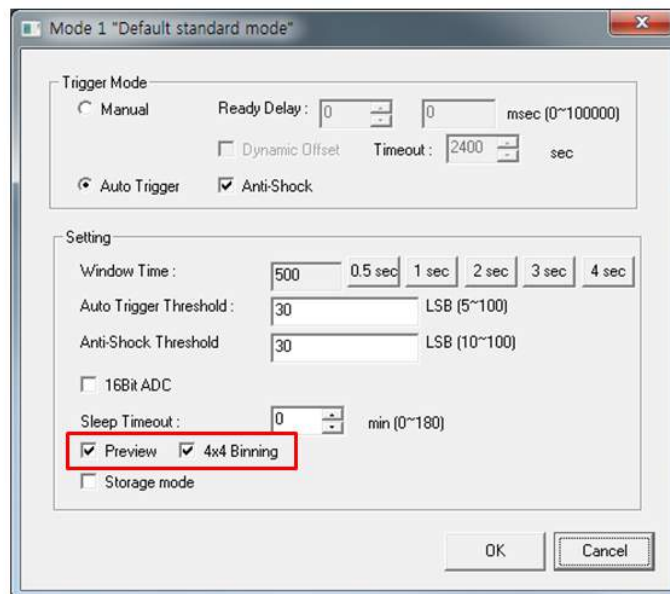 Mode 1 "Default standard mode"
Trigger Mode
Manual Ready Delay : 0 0 msec (0~100000)
Dynamic Offset Timeout : 2400 sec
Auto Trigger Anti-Shock
Setting
Window Time : 500 0.5 sec 1 sec 2 sec 3 sec 4 sec
Auto Trigger Threshold : 30 LSB (5~100)
Anti-Shock Threshold 30 LSB (10~100)
16Bit ADC
Sleep Timeout : 0 min (0~180)
Preview 4x4 Binning
Storage mode
OK Cancel